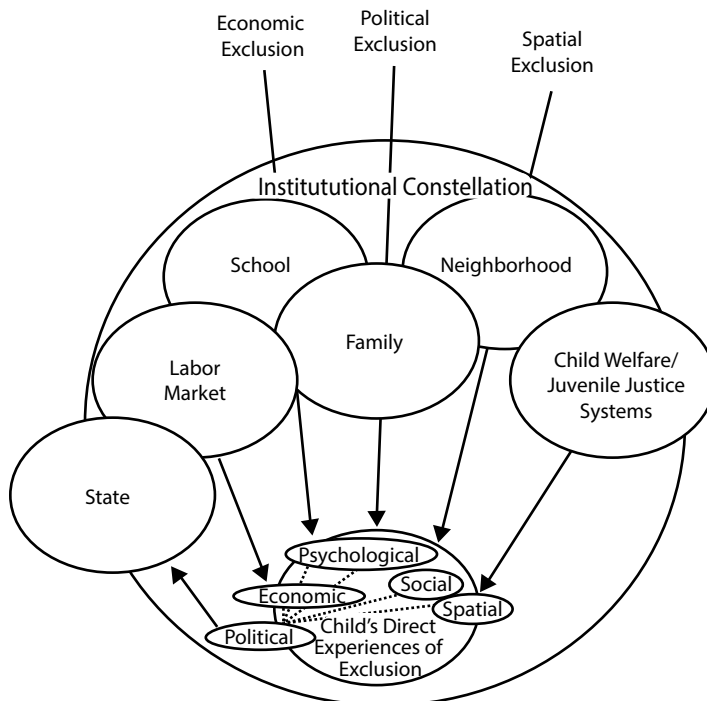 Economic
Exclusion
Political
Exclusion
Spatial
Exclusion
Institututional Constellation
School
Neighborhood
Family
Labor
Market
Child Welfare/
Juvenile Justice
Systems
State
Psychological
Social
Economic
Spatial
Political
Child's Direct
Experiences of
Exclusion